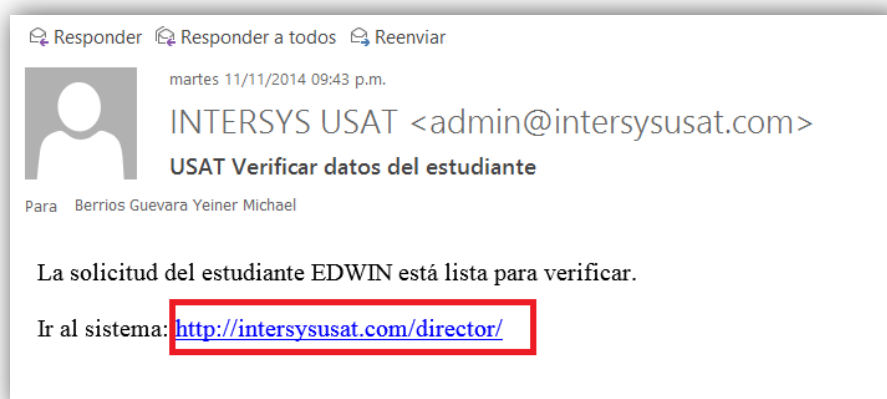 Responder Responder a todos Reenviar
martes 11/11/2014 09:43 p.m.
INTERSYS USAT <admin@intersysusat.com>
USAT Verificar datos del estudiante
Para Berrios Guevara Yeiner Michael
La solicitud del estudiante EDWIN está lista para verificar.
Ir al sistema: http://intersysusat.com/director/